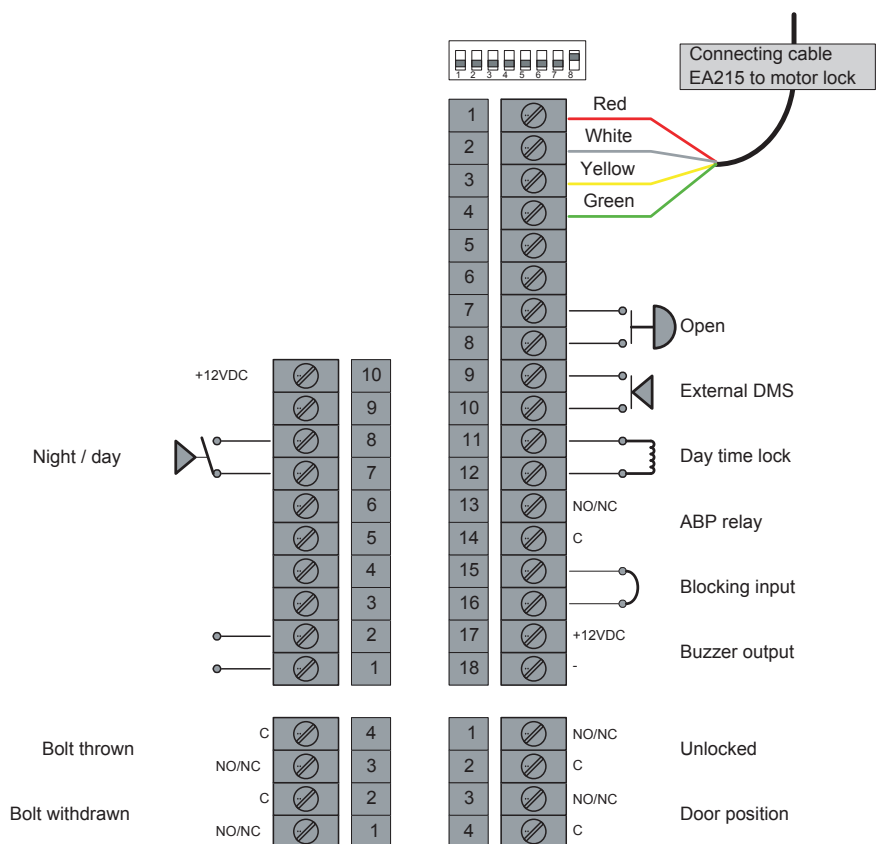 Connecting cable
EA215 to motor lock
1 2 3 4 5 6 7 8
1 Red
2 White
3 Yellow
4 Green
5
6
7
8
Open
+12VDC 10
9
8
7
6
5
4
3
2
1
Night / day
9
10
External DMS
11
12
Day time lock
13 NO/NC
14 C
ABP relay
15
16
Blocking input
17 +12VDC
18 -
Buzzer output
Bolt thrown
C 4
NO/NC 3
Bolt withdrawn
C 2
NO/NC 1
1 NO/NC
2 C
Unlocked
3 NO/NC
4 C
Door position